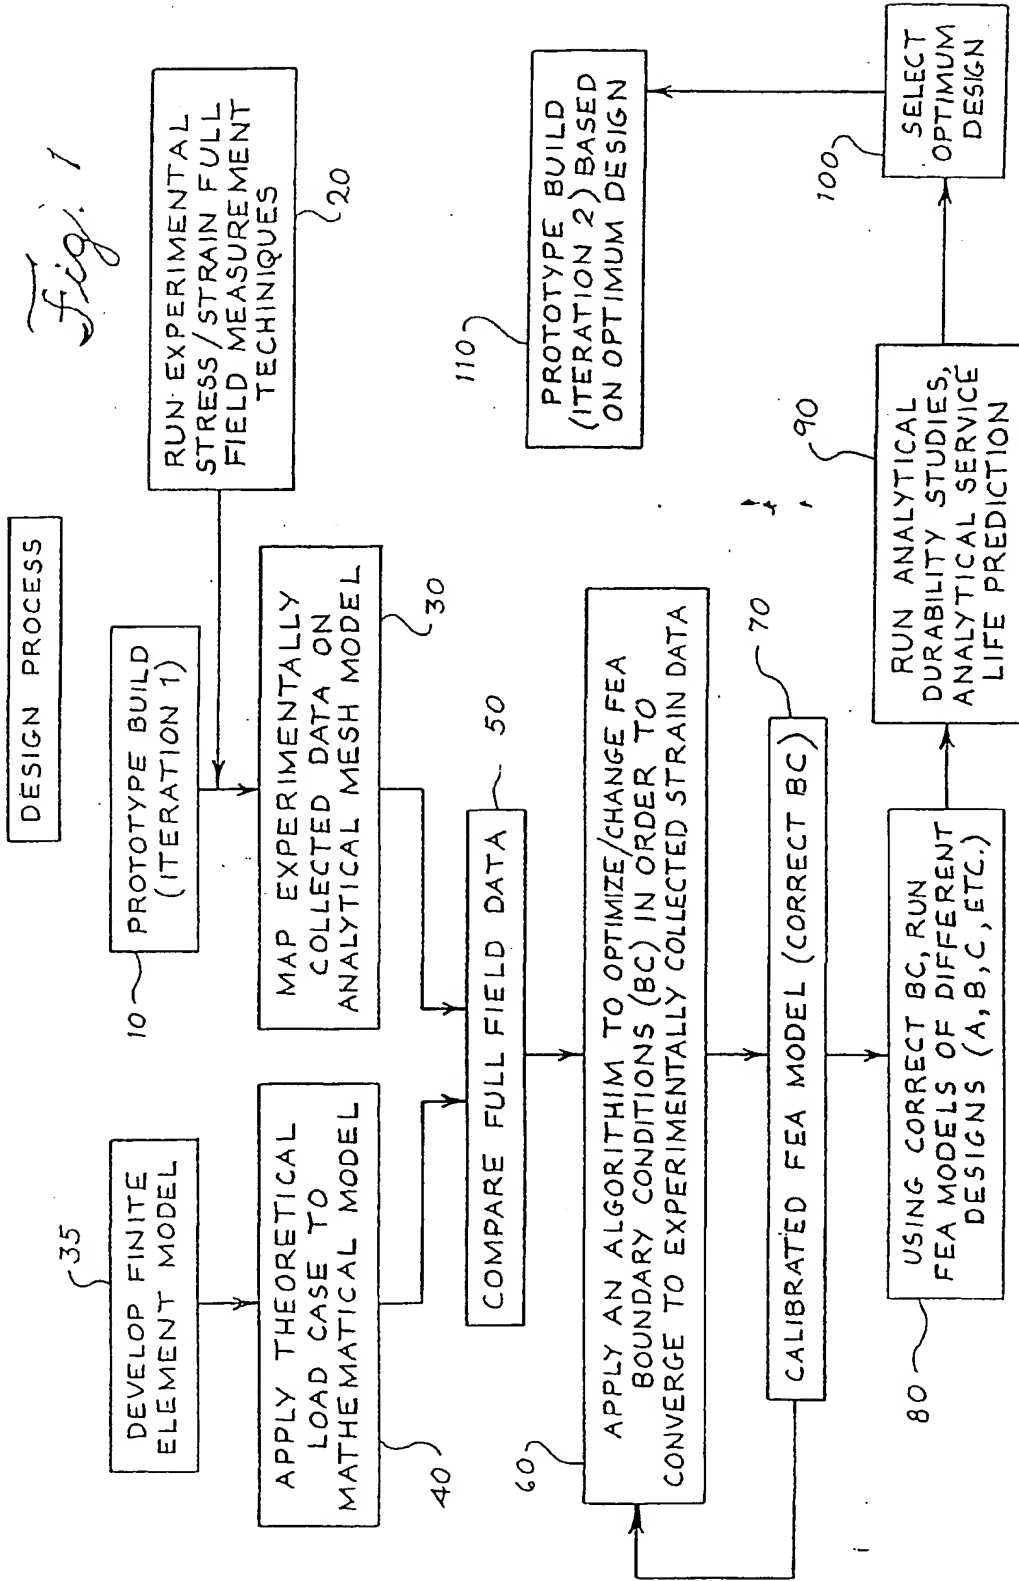 Fig. 1
DESIGN PROCESS
35
DEVELOP FINITE
ELEMENT MODEL
10
PROTOTYPE BUILD
(ITERATION 1)
RUN EXPERIMENTAL
STRESS/STRAIN FULL
FIELD MEASUREMENT
TECHINIQUES
20
APPLY THEORETICAL
LOAD CASE TO
MATHEMATICAL MODEL
40
MAP EXPERIMENTALLY
COLLECTED DATA ON
ANALYTICAL MESH MODEL
30
COMPARE FULL FIELD DATA
50
60
APPLY AN ALGORITHIM TO OPTIMIZE/CHANGE FEA
BOUNDARY CONDITIONS (BC) IN ORDER TO
CONVERGE TO EXPERIMENTALLY COLLECTED STRAIN DATA
70
CALIBRATED FEA MODEL (CORRECT BC)
80
USING CORRECT BC, RUN
FEA MODELS OF DIFFERENT
DESIGNS (A, B, C, ETC.)
90
RUN ANALYTICAL
DURABILITY STUDIES,
ANALYTICAL SERVICE
LIFE PREDICTION
100
SELECT
OPTIMUM
DESIGN
110
PROTOTYPE BUILD
(ITERATION 2) BASED
ON OPTIMUM DESIGN